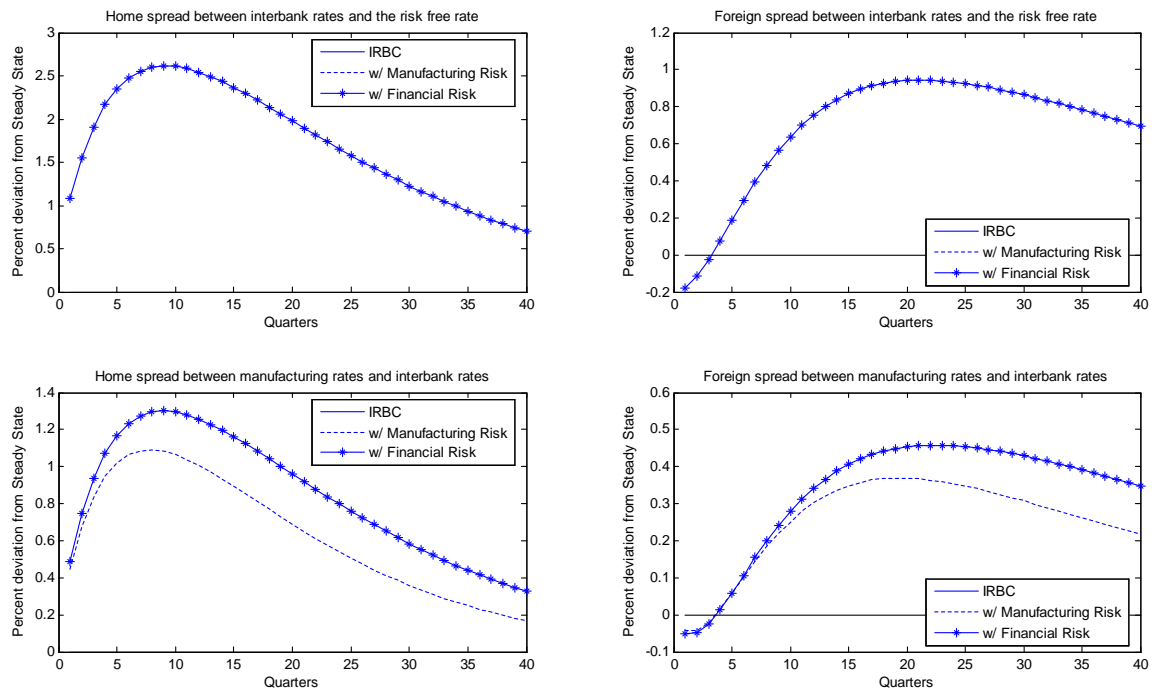 Home spread between interbank rates and the risk free rate
Percent deviation from Steady State
3
2.5
2
1.5
1
0.5
0
IRBC
w/ Manufacturing Risk
w/ Financial Risk
0 5 10 15 20 25 30 35 40
Quarters
Foreign spread between interbank rates and the risk free rate
Percent deviation from Steady State
1.2
1
0.8
0.6
0.4
0.2
0
-0.2
IRBC
w/ Manufacturing Risk
w/ Financial Risk
0 5 10 15 20 25 30 35 40
Quarters
Home spread between manufacturing rates and interbank rates
Percent deviation from Steady State
1.4
1.2
1
0.8
0.6
0.4
0.2
0
IRBC
w/ Manufacturing Risk
w/ Financial Risk
0 5 10 15 20 25 30 35 40
Quarters
Foreign spread between manufacturing rates and interbank rates
Percent deviation from Steady State
0.6
0.5
0.4
0.3
0.2
0.1
0
-0.1
IRBC
w/ Manufacturing Risk
w/ Financial Risk
0 5 10 15 20 25 30 35 40
Quarters